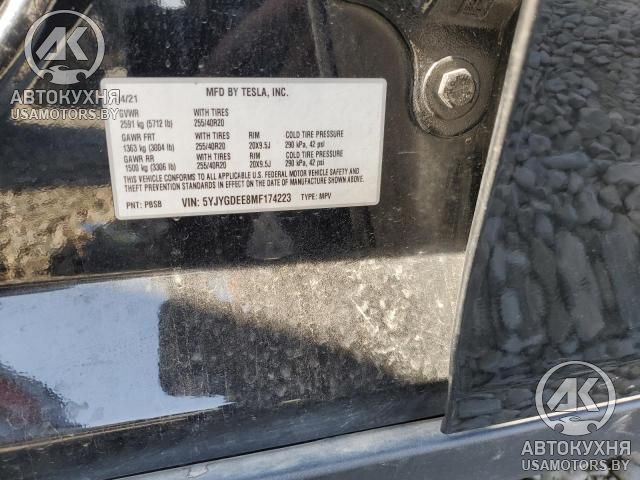 AK
АВТОКУХНЯ
USAMOTORS.BY
4/21 MFD BY TESLA, INC.
GVWR WITH TIRES
2591 kg (5712 lb) 255/40R20
GAWR FRT WITH TIRES RIM COLD TIRE PRESSURE
1363 kg (3004 lb) 255/40R20 20X9.5J 290 kPa, 42 psi
GAWR RR WITH TIRES RIM COLD TIRE PRESSURE
1500 kg (3306 lb) 255/40R20 20X9.5J 290 kPa, 42 psi
THIS VEHICLE CONFORMS TO ALL APPLICABLE U.S. FEDERAL MOTOR VEHICLE SAFETY AND
THEFT PREVENTION STANDARDS IN EFFECT ON THE DATE OF MANUFACTURE SHOWN ABOVE.
PNT: PBSB VIN: 5YJYGDEE8MF174223 TYPE: MPV
AK
АВТОКУХНЯ
USAMOTORS.BY